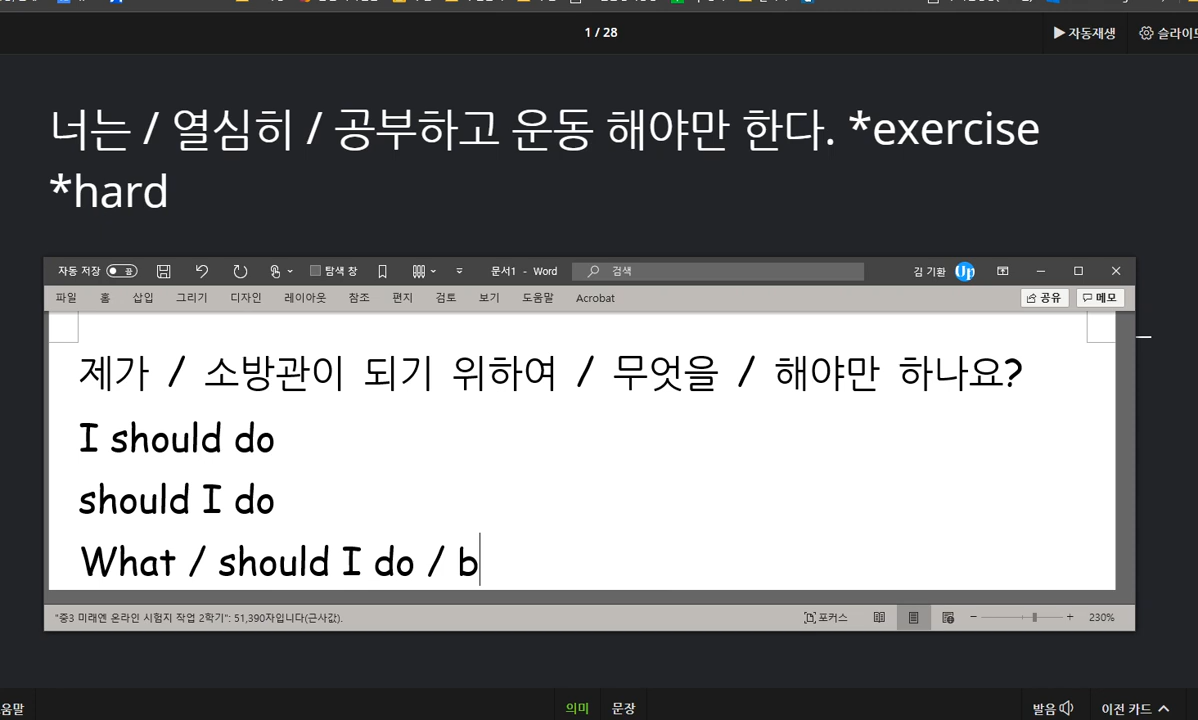 1 / 28
▶자동재생
슬라이드
너는 / 열심히 / 공부하고 운동 해야만 한다. *exercise
*hard
자동 저장 끔 탐색 창 문서1 - Word 검색 김 기환 Up
파일 홈 삽입 그리기 디자인 레이아웃 참조 편지 검토 보기 도움말 Acrobat 공유 메모
제가 / 소방관이 되기 위하여 / 무엇을 / 해야만 하나요?
I should do
should I do
What / should I do / b
"중3 미래엔 온라인 시험지 작업 2학기": 51,390자입니다(근사값). 포커스 230%
움말 의미 문장 발음 이전 카드